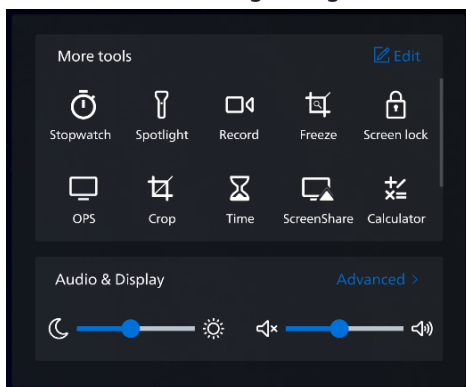 More tools Edit
Stopwatch Spotlight Record Freeze Screen lock
OPS Crop Time ScreenShare Calculator
Audio & Display Advanced >